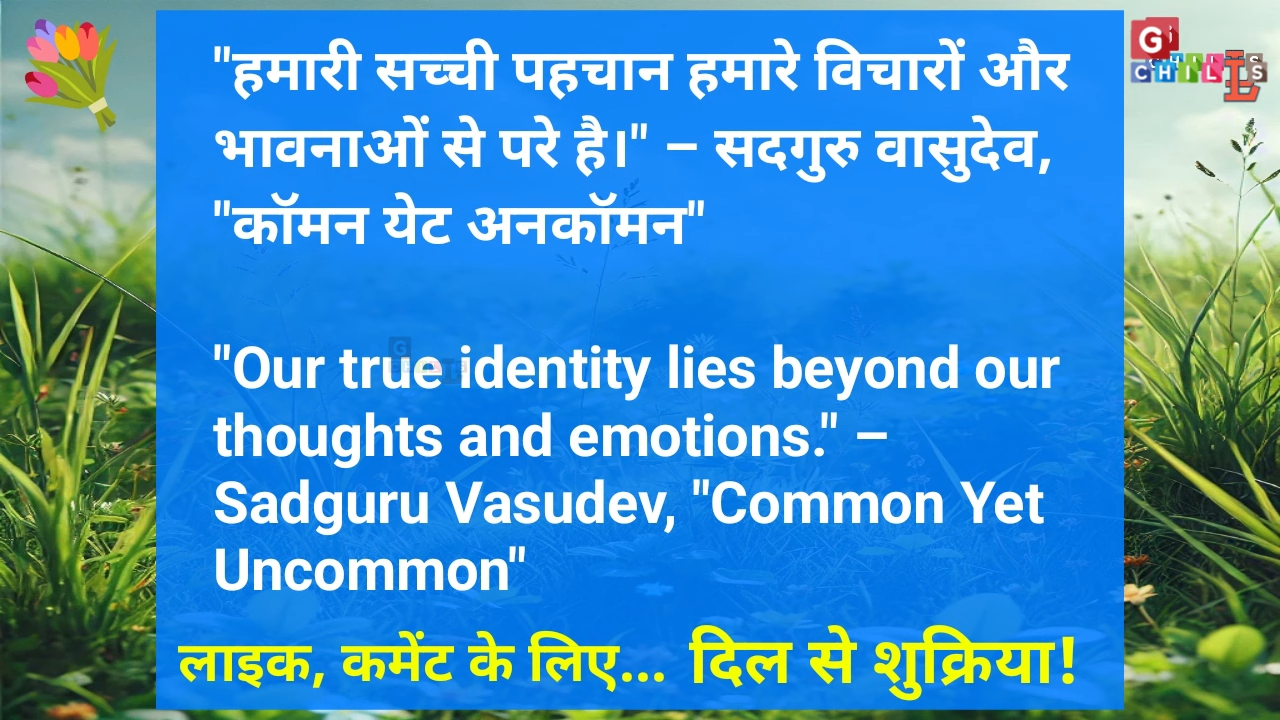 "हमारी सच्ची पहचान हमारे विचारों और
भावनाओं से परे है।" – सदगुरु वासुदेव,
"कॉमन येट अनकॉमन"
"Our true identity lies beyond our
thoughts and emotions." –
Sadguru Vasudev, "Common Yet
Uncommon"
लाइक, कमेंट के लिए... दिल से शुक्रिया!
G
CHILLS